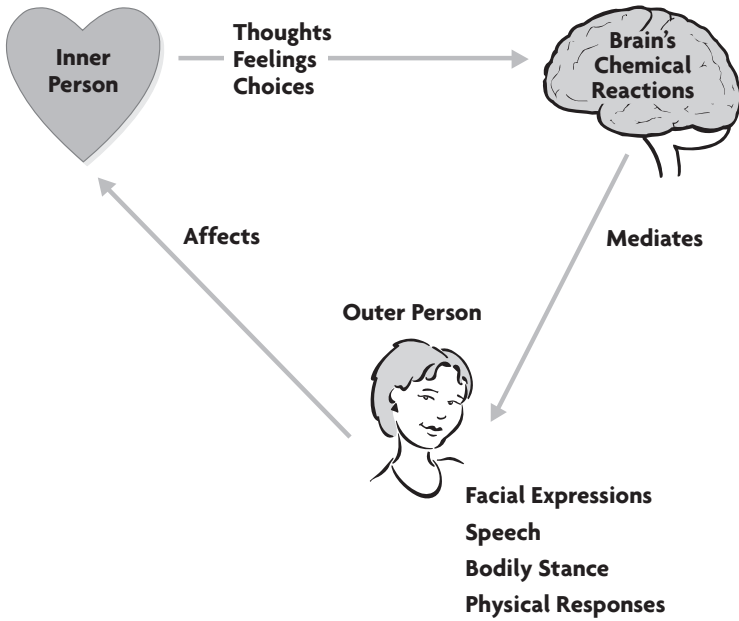 Inner
Person
Thoughts
Feelings
Choices
Brain's
Chemical
Reactions
Affects
Mediates
Outer Person
Facial Expressions
Speech
Bodily Stance
Physical Responses